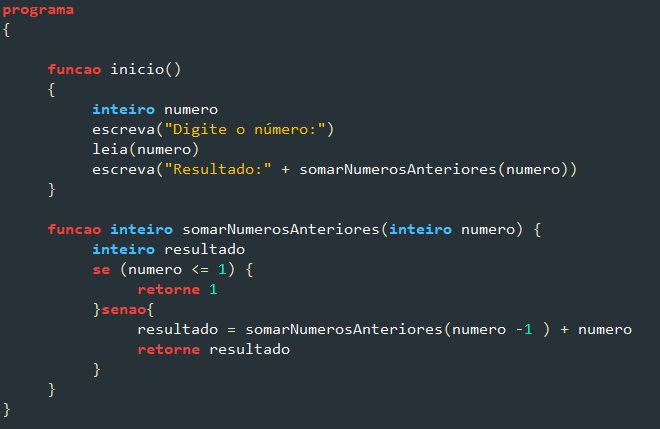 programa
{
funcao inicio()
{
inteiro numero
escreva("Digite o número:")
leia(numero)
escreva("Resultado:" + somarNumerosAnteriores(numero))
}
funcao inteiro somarNumerosAnteriores(inteiro numero) {
inteiro resultado
se (numero <= 1) {
retorne 1
}senao{
resultado = somarNumerosAnteriores(numero -1 ) + numero
retorne resultado
}
}
}